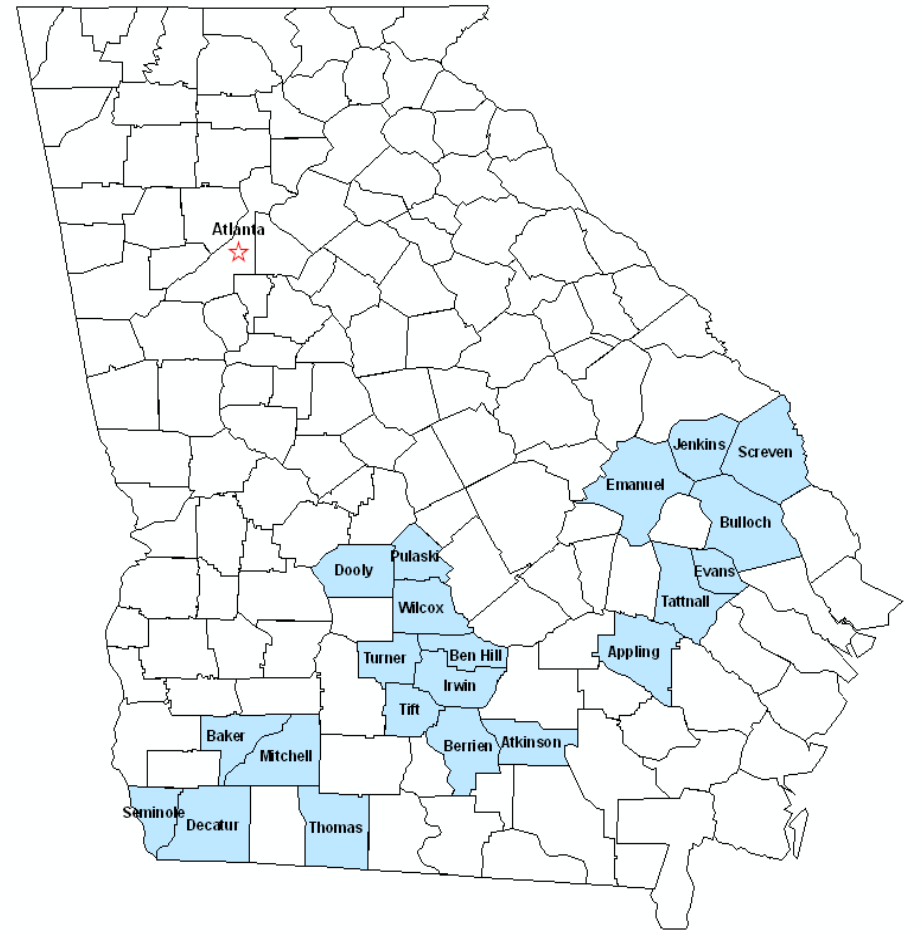 Atlanta
Jenkins
Screven
Emanuel
Bulloch
Pulaski
Dooly
Evans
Tattnall
Wilcox
Appling
Ben Hill
Turner
Irwin
Tift
Baker
Berrien
Atkinson
Mitchell
Seminole
Decatur
Thomas